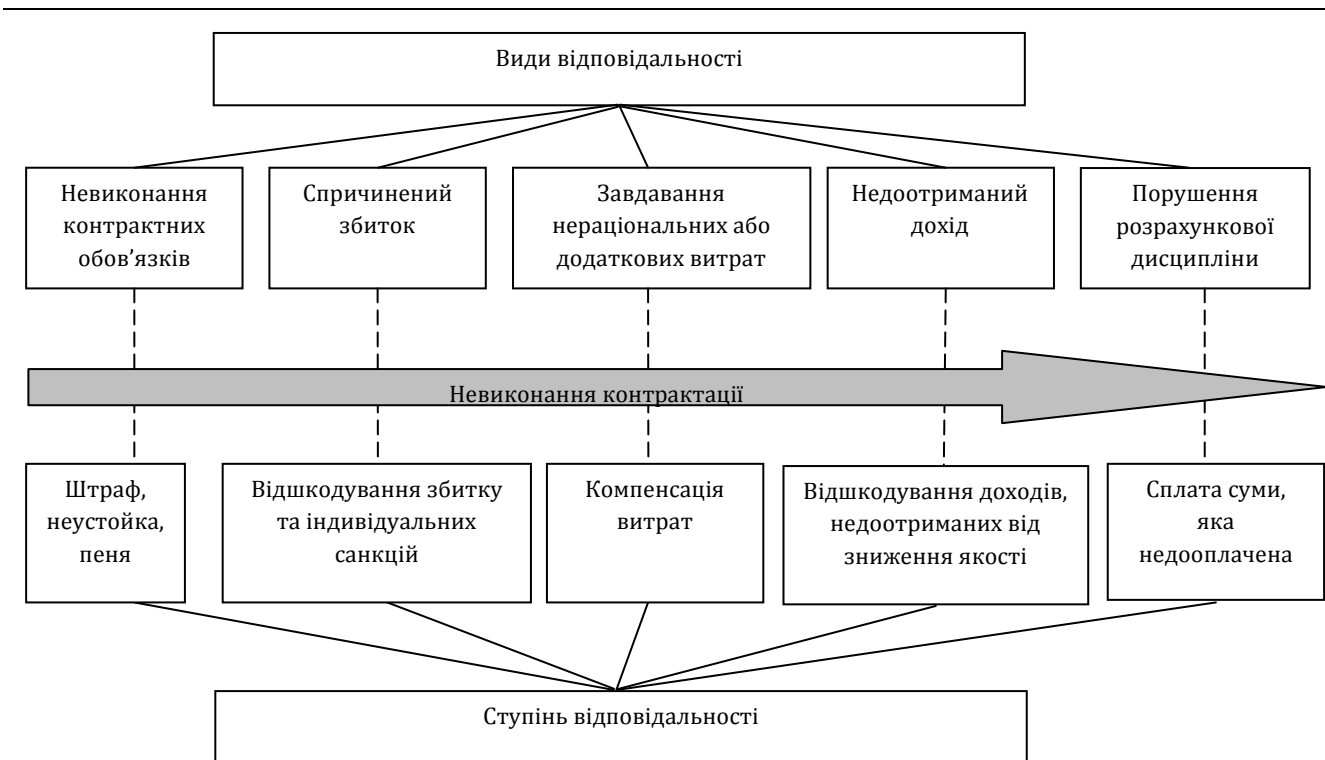 Види відповідальності
Невиконання
контрактних
обов’язків
Спричинений
збиток
Завдавання
нераціональних або
додаткових витрат
Недоотриманий
дохід
Порушення
розрахункової
дисципліни
Невиконання контрактації
Штраф,
неустойка,
пеня
Відшкодування збитку
та індивідуальних
санкцій
Компенсація
витрат
Відшкодування доходів,
недоотриманих від
зниження якості
Сплата суми,
яка
недооплачена
Ступінь відповідальності